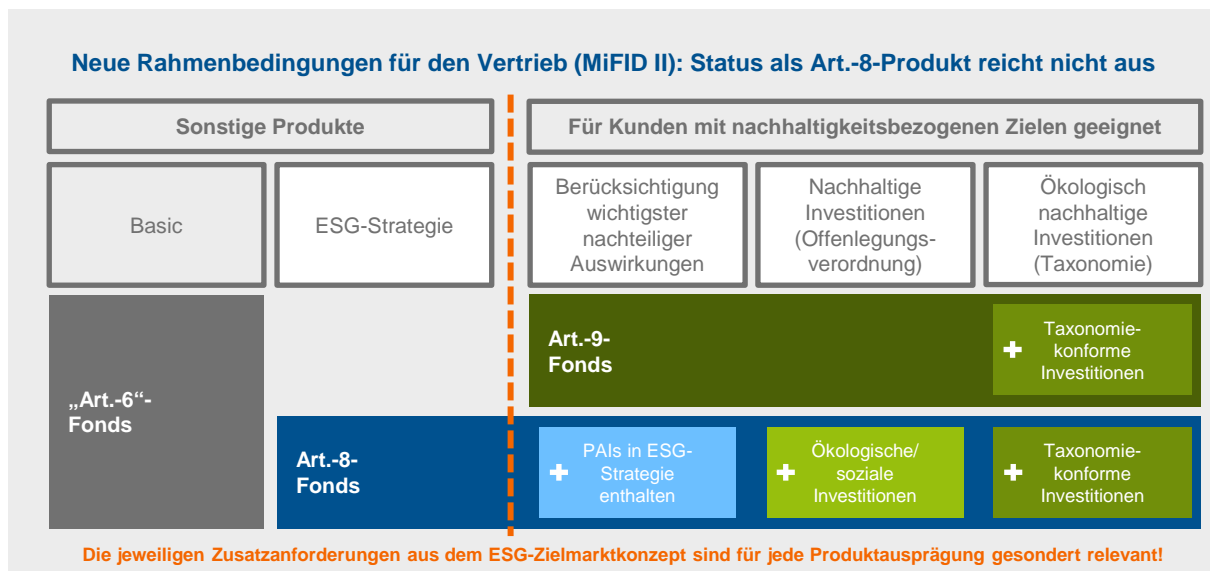 Neue Rahmenbedingungen für den Vertrieb (MiFID II): Status als Art.-8-Produkt reicht nicht aus
Sonstige Produkte
Für Kunden mit nachhaltigkeitsbezogenen Zielen geeignet
Basic
ESG-Strategie
Berücksichtigung
wichtigster
nachteiliger
Auswirkungen
Nachhaltige
Investitionen
(Offenlegungs-
verordnung)
Ökologisch
nachhaltige
Investitionen
(Taxonomie)
„Art.-6“-
Fonds
Art.-9-
Fonds
Taxonomie-
konforme
Investitionen
Art.-8-
Fonds
PAIs in ESG-
Strategie
enthalten
Ökologische/
soziale
Investitionen
Taxonomie-
konforme
Investitionen
Die jeweiligen Zusatzanforderungen aus dem ESG-Zielmarktkonzept sind für jede Produktausprägung gesondert relevant!